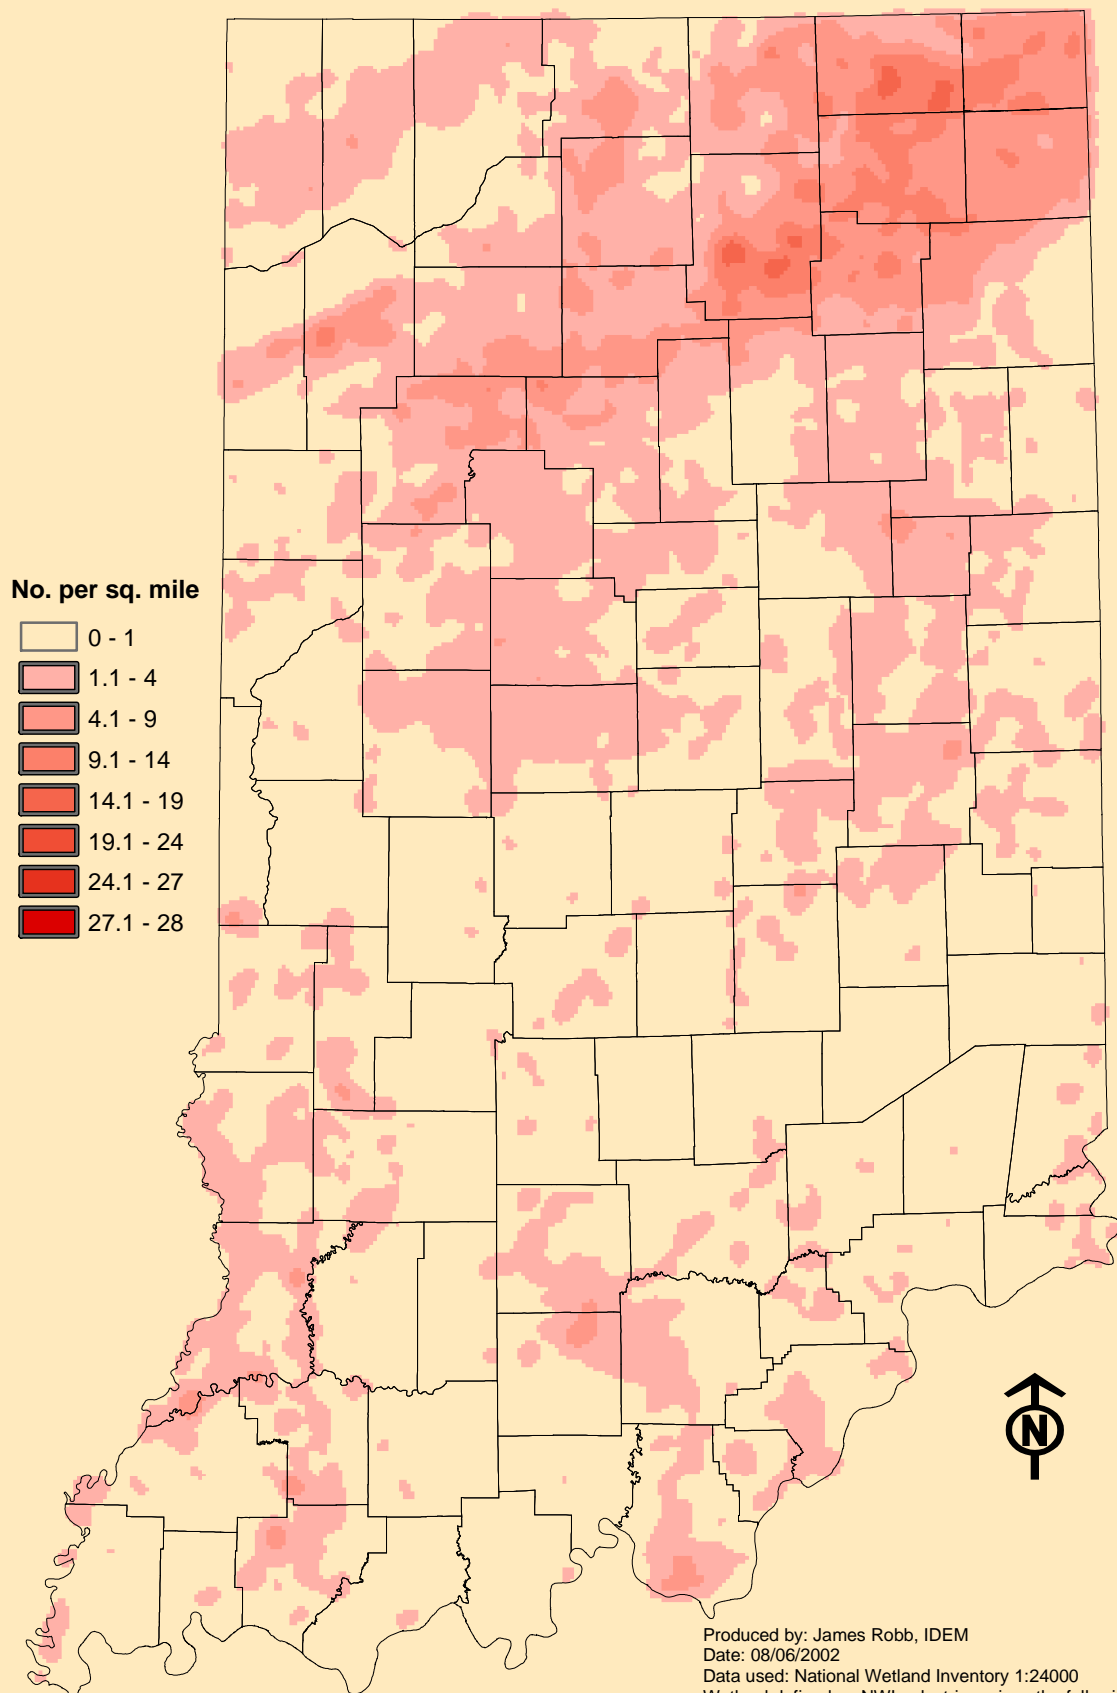 No. per sq. mile
0 - 1
1.1 - 4
4.1 - 9
9.1 - 14
14.1 - 19
19.1 - 24
24.1 - 27
27.1 - 28
N
Produced by: James Robb, IDEM
Date: 08/06/2002
Data used: National Wetland Inventory 1:24000